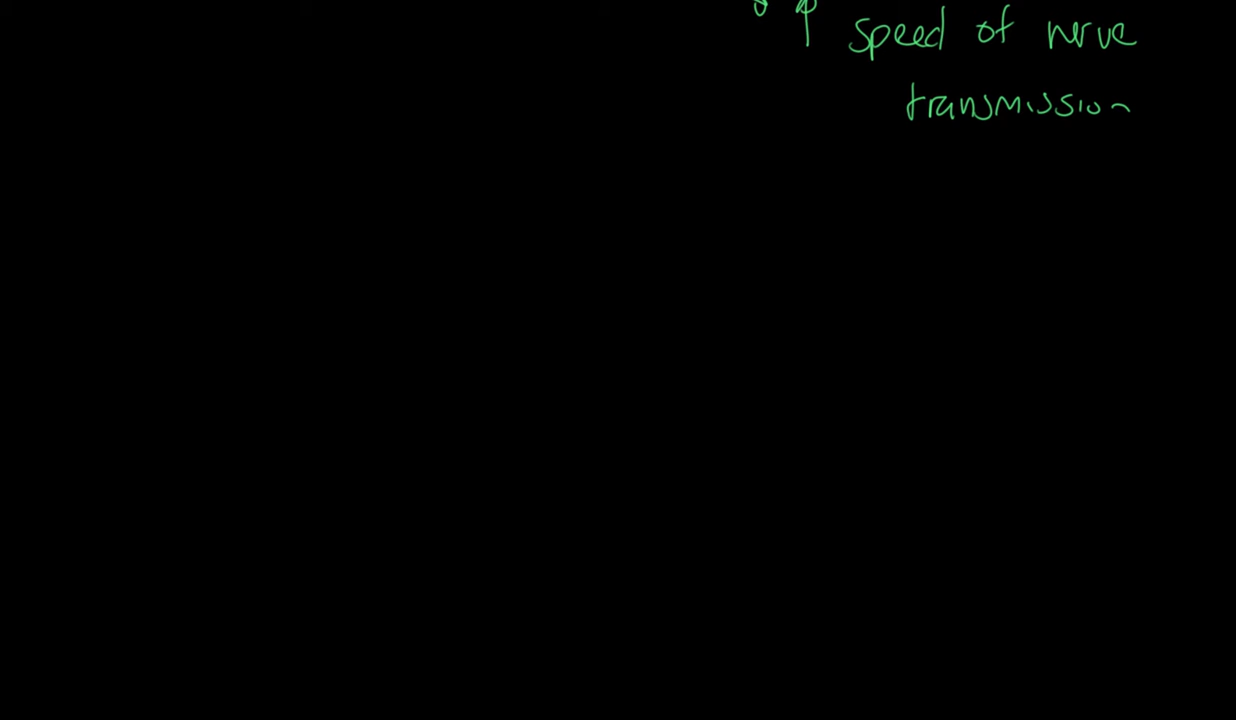 ↑ speed of nerve
transmission